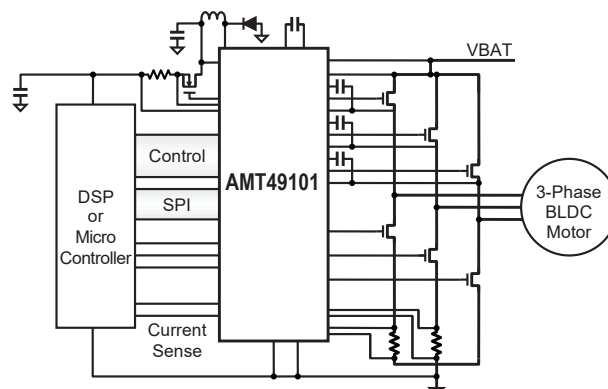 VBAT
Control
AMT49101
SPI
DSP
or
Micro
Controller
3-Phase
BLDC
Motor
Current
Sense